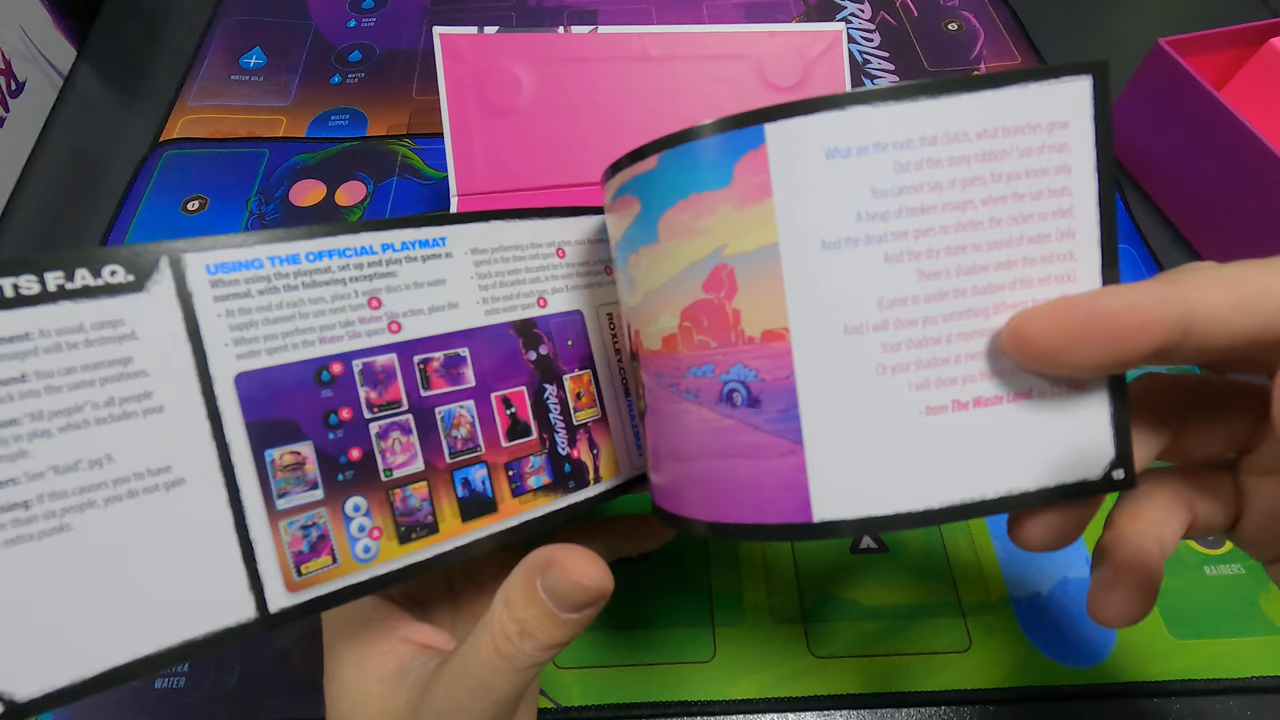 DRAW
CARD
WATER SILO
WATER
SILO
WATER
SUPPLY
RADLANDS
TS F.A.Q.
ment: As usual, camps
maged will be destroyed.
ound: You can rearrange
ack into the same positions.
ion: "All people" is all people
ly in play, which includes your
ers: See "Raid", pg 9.
sing: If this causes you to have
than six people, you do not gain
extra punks.
USING THE OFFICIAL PLAYMAT
When using the playmat, set up and play the game as
normal, with the following exceptions:
- At the end of each turn, place 3 water discs in the water
supply channel for use next turn A
- When you perform your take Water Silo action, place the
water spent in the Water Silo space B
- When performing a draw card action,
spend in the draw card space C
- Stack any water discarded
top of discarded cards, in the water discard
- At the end of each turn, place
extra water space E
RADLANDS
ROXLEY.COM/HAZMAT
What are the roots that clutch, what branches grow
Out of this stony rubbish? Son of man,
You cannot say, or guess, for you know only
A heap of broken images, where the sun beats,
And the dead tree gives no shelter, the cricket no relief,
And the dry stone no sound of water. Only
There is shadow under this red rock,
(Come in under the shadow of this red rock),
And I will show you something different
Your shadow at
Or your shadow at
I will show you
- from The Waste Land
15
RAIDERS
EXTRA
WATER